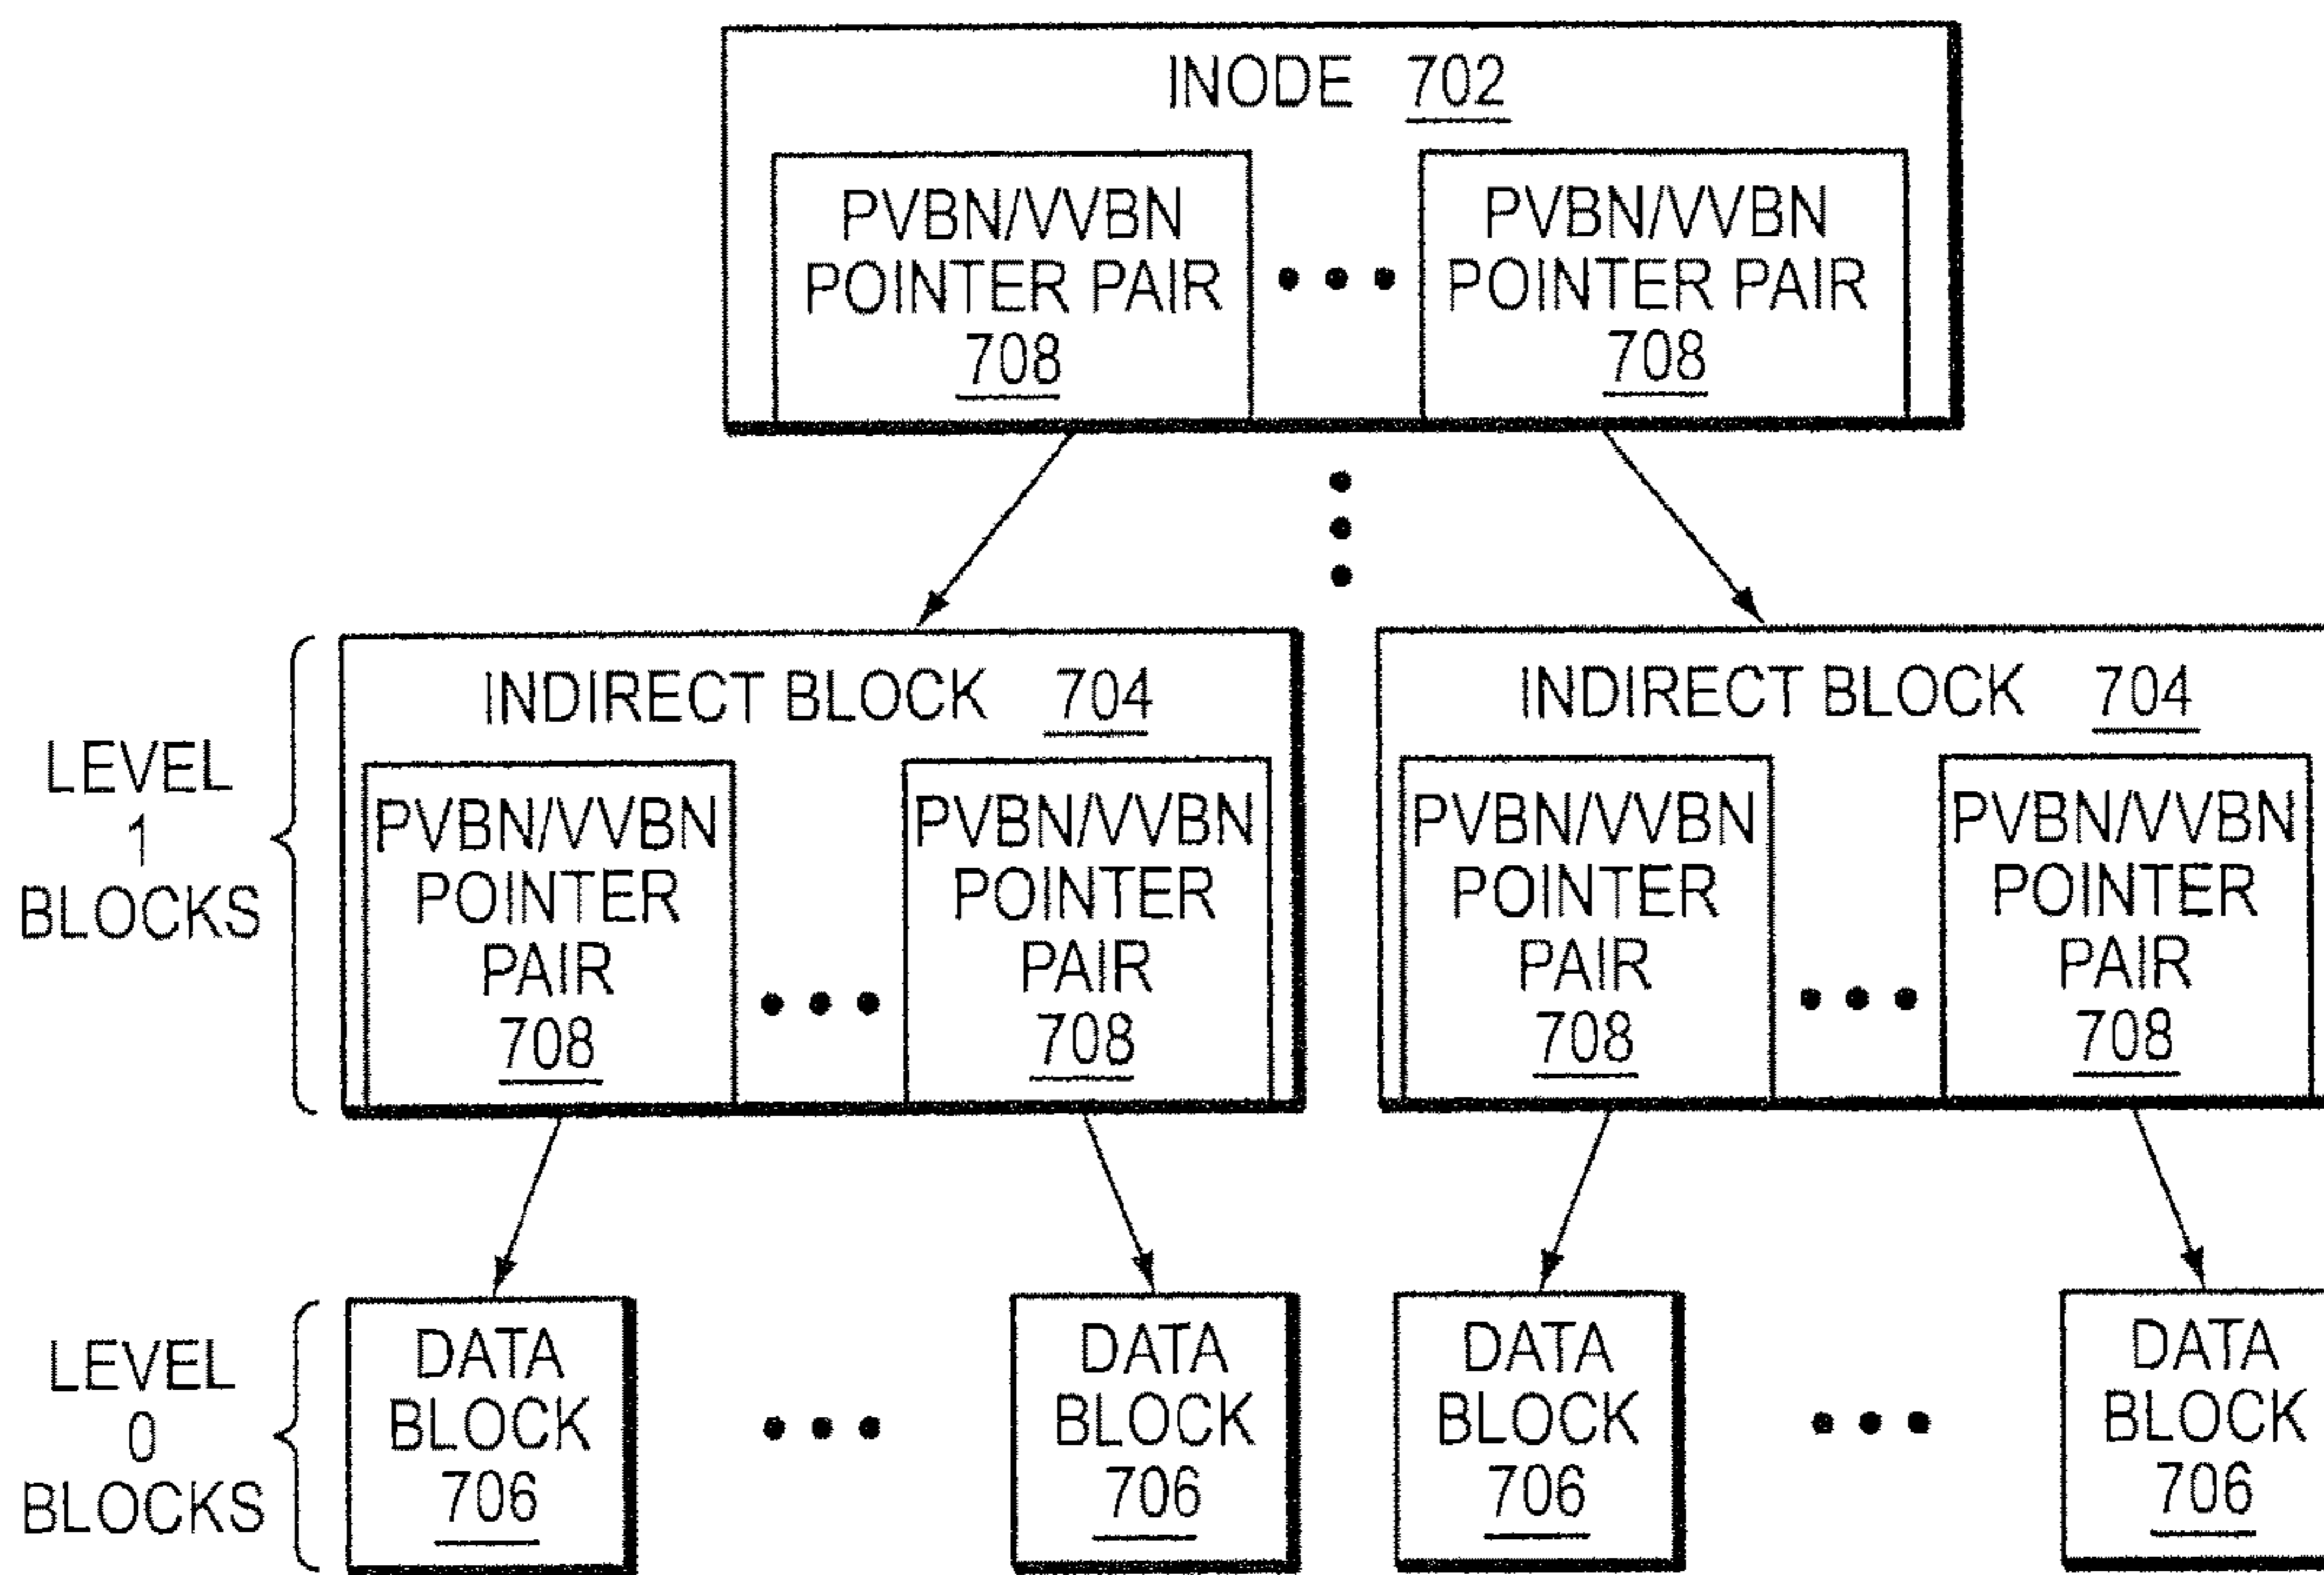 INODE 702
PVBN/VVBN
POINTER PAIR
708
PVBN/VVBN
POINTER PAIR
708
LEVEL
1
BLOCKS
INDIRECT BLOCK 704
PVBN/VVBN
POINTER
PAIR
708
PVBN/VVBN
POINTER
PAIR
708
INDIRECT BLOCK 704
PVBN/VVBN
POINTER
PAIR
708
PVBN/VVBN
POINTER
PAIR
708
LEVEL
0
BLOCKS
DATA
BLOCK
706
DATA
BLOCK
706
DATA
BLOCK
706
DATA
BLOCK
706